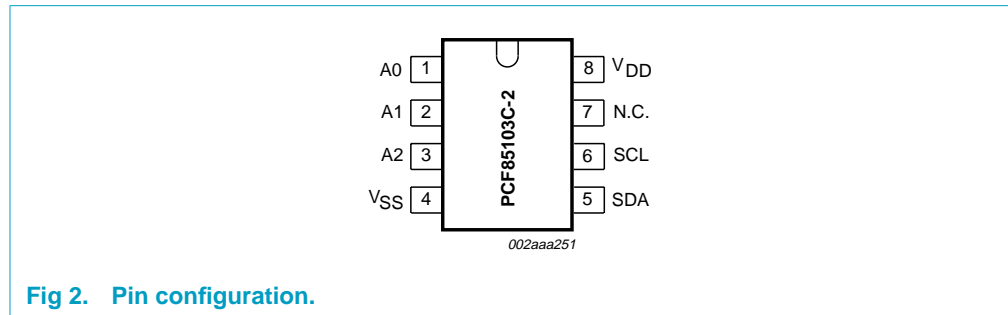 A0 1 8 VDD
A1 2 7 N.C.
A2 3 6 SCL
VSS 4 5 SDA
PCF85103C-2
002aaa251
Fig 2. Pin configuration.